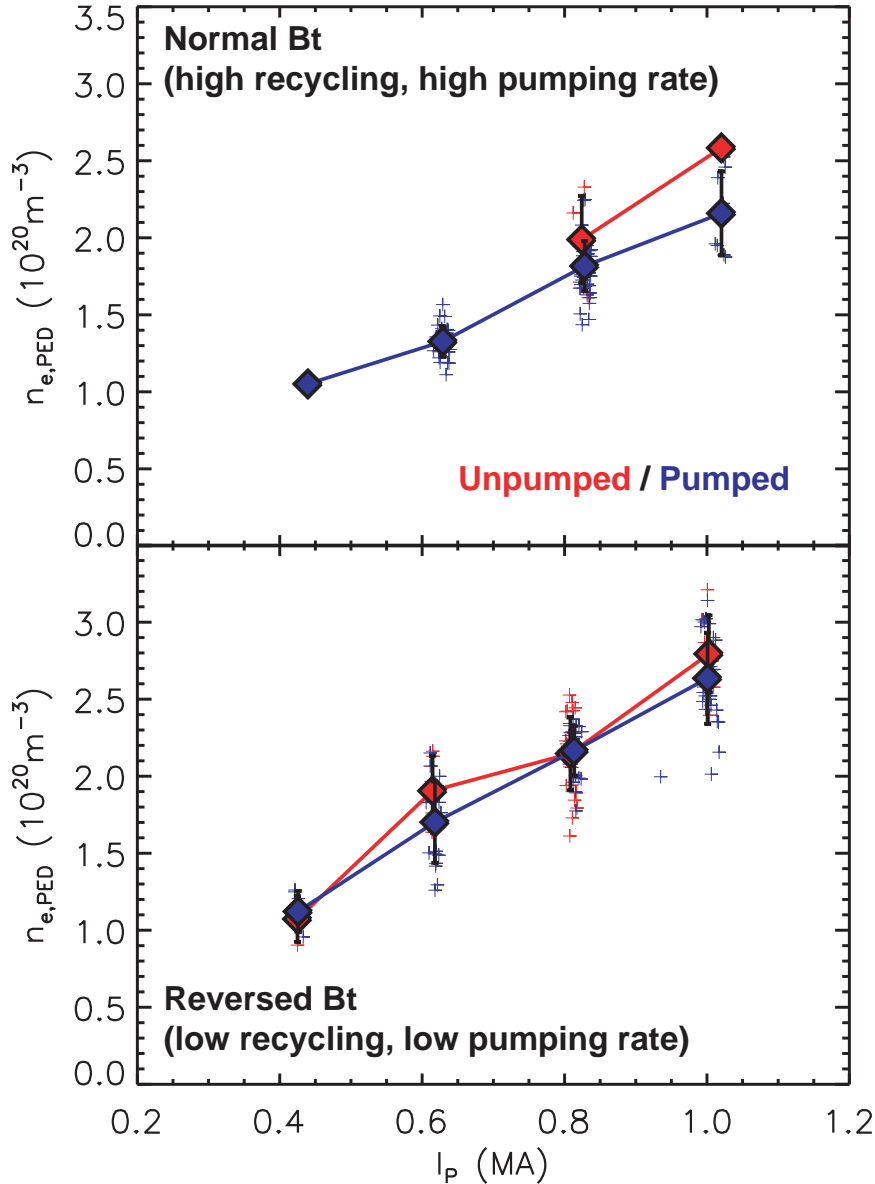 3.5
Normal Bt
(high recycling, high pumping rate)
3.0
2.5
2.0
1.5
1.0
0.5
0.0
n_e,PED (10^20 m^-3)
Unpumped / Pumped
3.0
2.5
2.0
1.5
1.0
0.5
0.0
n_e,PED (10^20 m^-3)
Reversed Bt
(low recycling, low pumping rate)
0.2 0.4 0.6 0.8 1.0 1.2
I_P (MA)